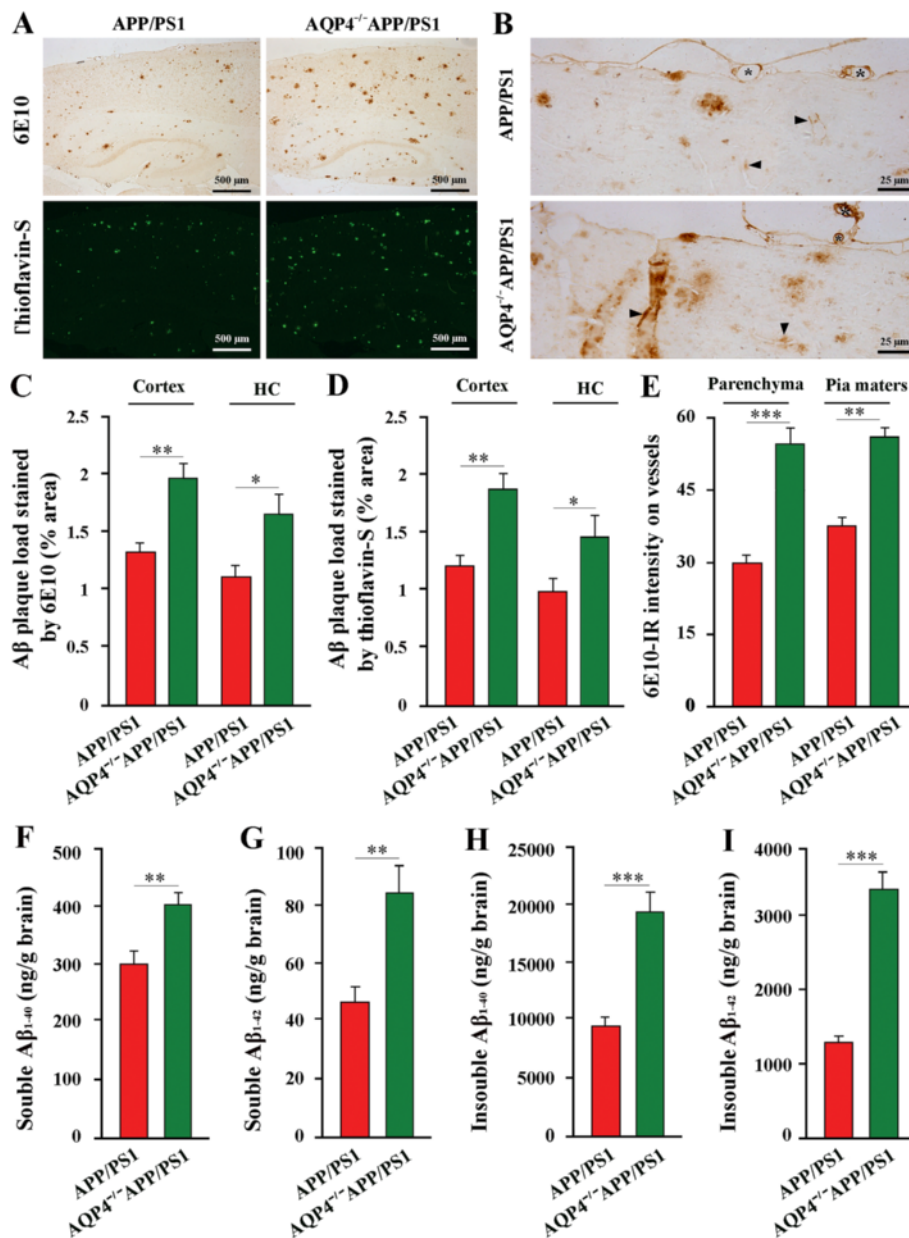 A
APP/PS1
AQP4⁻/⁻APP/PS1
6E10
500 µm
500 µm
hioflavin-S
500 µm
500 µm
B
APP/PS1
*
*
25 µm
AQP4⁻/⁻APP/PS1
*
*
25 µm
C
Cortex
HC
Aβ plaque load stained
by 6E10 (% area)
2.5
2
1.5
1
0.5
0
**
*
APP/PS1
AQP4⁻/⁻APP/PS1
APP/PS1
AQP4⁻/⁻APP/PS1
D
Cortex
HC
Aβ plaque load stained
by thioflavin-S (% area)
2.5
2
1.5
1
0.5
0
**
*
APP/PS1
AQP4⁻/⁻APP/PS1
APP/PS1
AQP4⁻/⁻APP/PS1
E
Parenchyma
Pia maters
6E10-IR intensity on vessels
60
45
30
15
0
***
**
APP/PS1
AQP4⁻/⁻APP/PS1
APP/PS1
AQP4⁻/⁻APP/PS1
F
Souble Aβ₁₋₄₀ (ng/g brain)
500
400
300
200
100
0
**
APP/PS1
AQP4⁻/⁻APP/PS1
G
Souble Aβ₁₋₄₂ (ng/g brain)
100
80
60
40
20
0
**
APP/PS1
AQP4⁻/⁻APP/PS1
H
Insouble Aβ₁₋₄₀ (ng/g brain)
25000
20000
15000
10000
5000
0
***
APP/PS1
AQP4⁻/⁻APP/PS1
I
Insouble Aβ₁₋₄₂ (ng/g brain)
4000
3000
2000
1000
0
***
APP/PS1
AQP4⁻/⁻APP/PS1